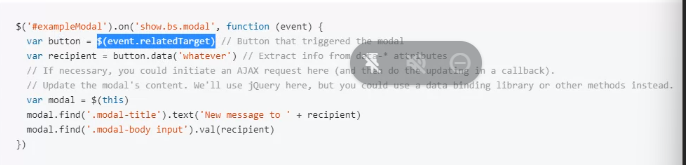 $('#exampleModal').on('show.bs.modal', function (event) {
var button = $(event.relatedTarget) // Button that triggered the modal
var recipient = button.data('whatever') // Extract info from data-* attributes
// If necessary, you could initiate an AJAX request here (and then do the updating in a callback).
// Update the modal's content. We'll use jQuery here, but you could use a data binding library or other methods instead.
var modal = $(this)
modal.find('.modal-title').text('New message to ' + recipient)
modal.find('.modal-body input').val(recipient)
})